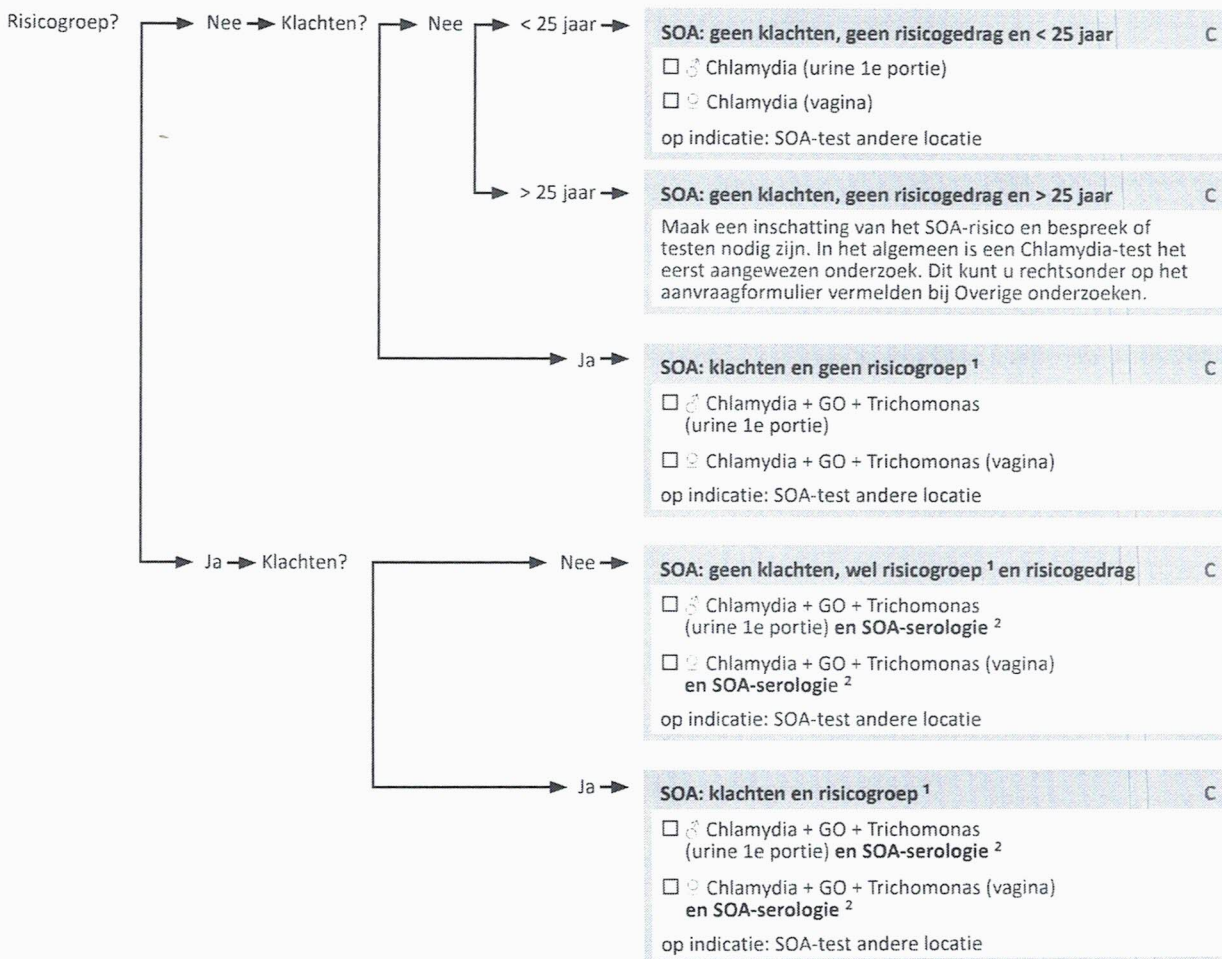 Risicogroep?
Nee
Klachten?
Nee
< 25 jaar
SOA: geen klachten, geen risicogedrag en < 25 jaar C
☐ ♂ Chlamydia (urine 1e portie)
☐ ♀ Chlamydia (vagina)
op indicatie: SOA-test andere locatie
> 25 jaar
SOA: geen klachten, geen risicogedrag en > 25 jaar C
Maak een inschatting van het SOA-risico en bespreek of
testen nodig zijn. In het algemeen is een Chlamydia-test het
eerst aangewezen onderzoek. Dit kunt u rechtsonder op het
aanvraagformulier vermelden bij Overige onderzoeken.
Ja
SOA: klachten en geen risicogroep ¹ C
☐ ♂ Chlamydia + GO + Trichomonas
(urine 1e portie)
☐ ♀ Chlamydia + GO + Trichomonas (vagina)
op indicatie: SOA-test andere locatie
Ja
Klachten?
Nee
SOA: geen klachten, wel risicogroep ¹ en risicogedrag C
☐ ♂ Chlamydia + GO + Trichomonas
(urine 1e portie) en SOA-serologie ²
☐ ♀ Chlamydia + GO + Trichomonas (vagina)
en SOA-serologie ²
op indicatie: SOA-test andere locatie
Ja
SOA: klachten en risicogroep ¹ C
☐ ♂ Chlamydia + GO + Trichomonas
(urine 1e portie) en SOA-serologie ²
☐ ♀ Chlamydia + GO + Trichomonas (vagina)
en SOA-serologie ²
op indicatie: SOA-test andere locatie